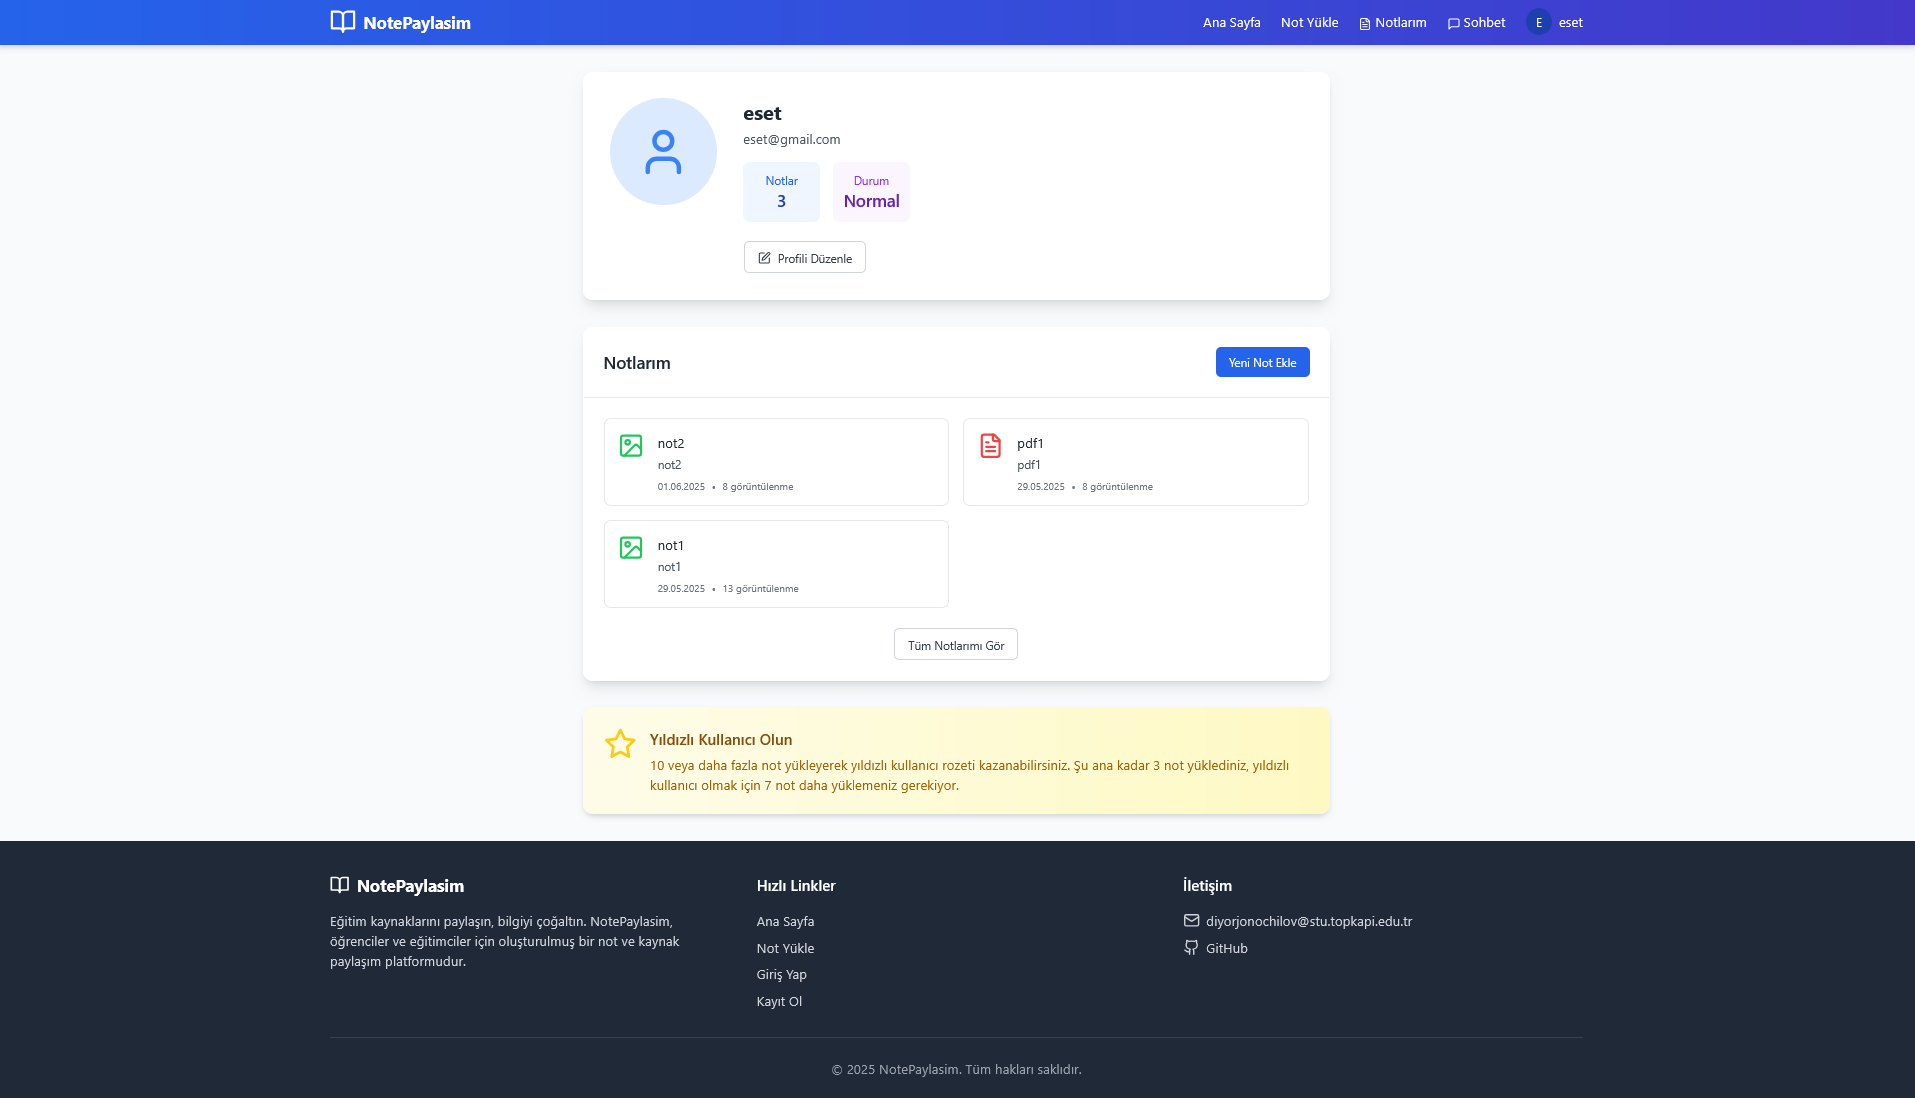 NotePaylasim
Ana Sayfa
Not Yükle
Notlarım
Sohbet
E
eset
eset
eset@gmail.com
Notlar
3
Durum
Normal
Profili Düzenle
Notlarım
Yeni Not Ekle
not2
not2
01.06.2025 • 8 görüntülenme
pdf1
pdf1
29.05.2025 • 8 görüntülenme
not1
not1
29.05.2025 • 13 görüntülenme
Tüm Notlarımı Gör
Yıldızlı Kullanıcı Olun
10 veya daha fazla not yükleyerek yıldızlı kullanıcı rozeti kazanabilirsiniz. Şu ana kadar 3 not yüklediniz, yıldızlı
kullanıcı olmak için 7 not daha yüklemeniz gerekiyor.
NotePaylasim
Eğitim kaynaklarını paylaşın, bilgiyi çoğaltın. NotePaylasim,
öğrenciler ve eğitimciler için oluşturulmuş bir not ve kaynak
paylaşım platformudur.
Hızlı Linkler
Ana Sayfa
Not Yükle
Giriş Yap
Kayıt Ol
İletişim
diyorjonochilov@stu.topkapi.edu.tr
GitHub
© 2025 NotePaylasim. Tüm hakları saklıdır.